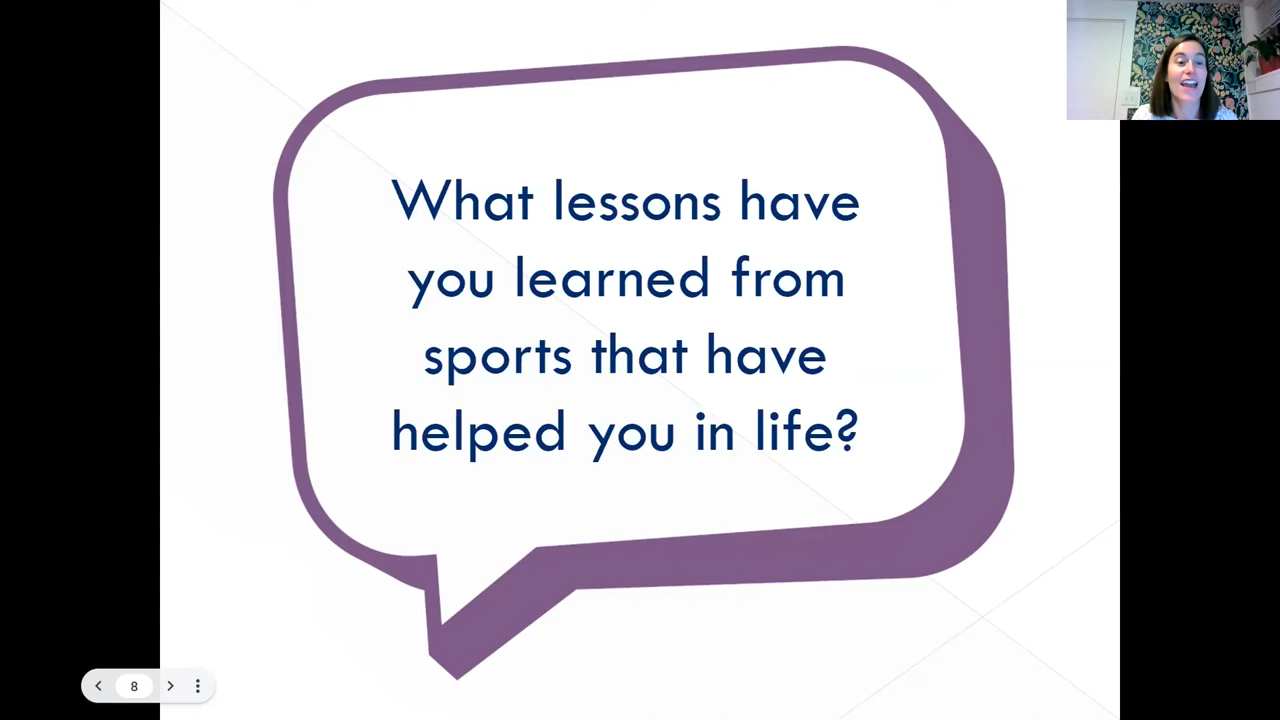 What lessons have
you learned from
sports that have
helped you in life?
8